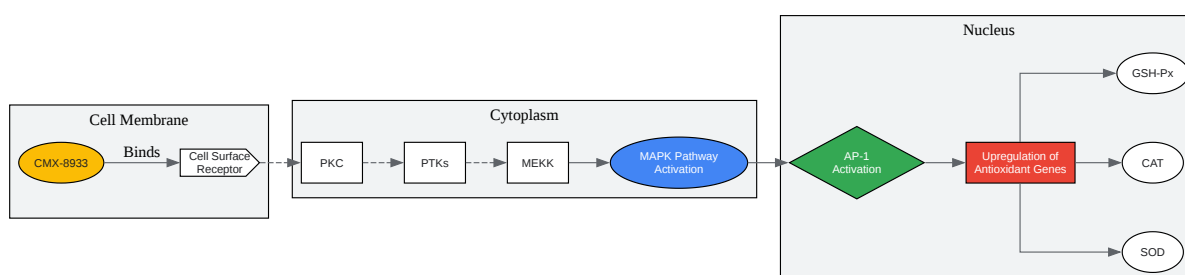 Cell Membrane
CMX-8933
Binds
Cell Surface
Receptor
Cytoplasm
PKC
PTKs
MEKK
MAPK Pathway
Activation
Nucleus
AP-1
Activation
Upregulation of
Antioxidant Genes
GSH-Px
CAT
SOD